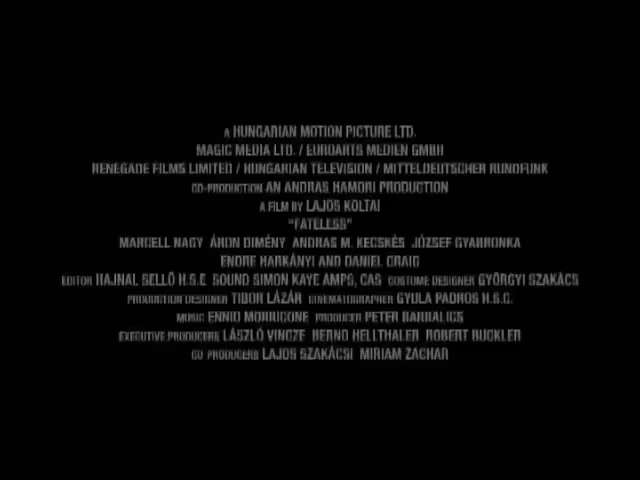 A HUNGARIAN MOTION PICTURE LTD.
MAGIC MEDIA LTD. / EUROARTS MEDIEN GMBH
RENEGADE FILMS LIMITED / HUNGARIAN TELEVISION / MITTELDEUTSCHER RUNDFUNK
CO-PRODUCTION AN ANDRAS HAMORI PRODUCTION
A FILM BY LAJOS KOLTAI
"FATELESS"
MARCELL NAGY ÁRON DIMÉNY ANDRAS M. KECSKÉS JÓZSEF GYABRONKA
ENDRE HARKÁNYI AND DANIEL CRAIG
EDITOR HAJNAL SELLŐ H.S.E SOUND SIMON KAYE AMPS, CAS COSTUME DESIGNER GYÖRGYI SZAKÁCS
PRODUCTION DESIGNER TIBOR LÁZÁR CINEMATOGRAPHER GYULA PADOS H.S.C.
MUSIC ENNIO MORRICONE PRODUCER PETER BARBALICS
EXECUTIVE PRODUCERS LÁSZLÓ VINCZE BERND HELLTHALER ROBERT BUCKLER
CO PRODUCERS LAJOS SZAKÁCSI MIRIAM ZACHAR